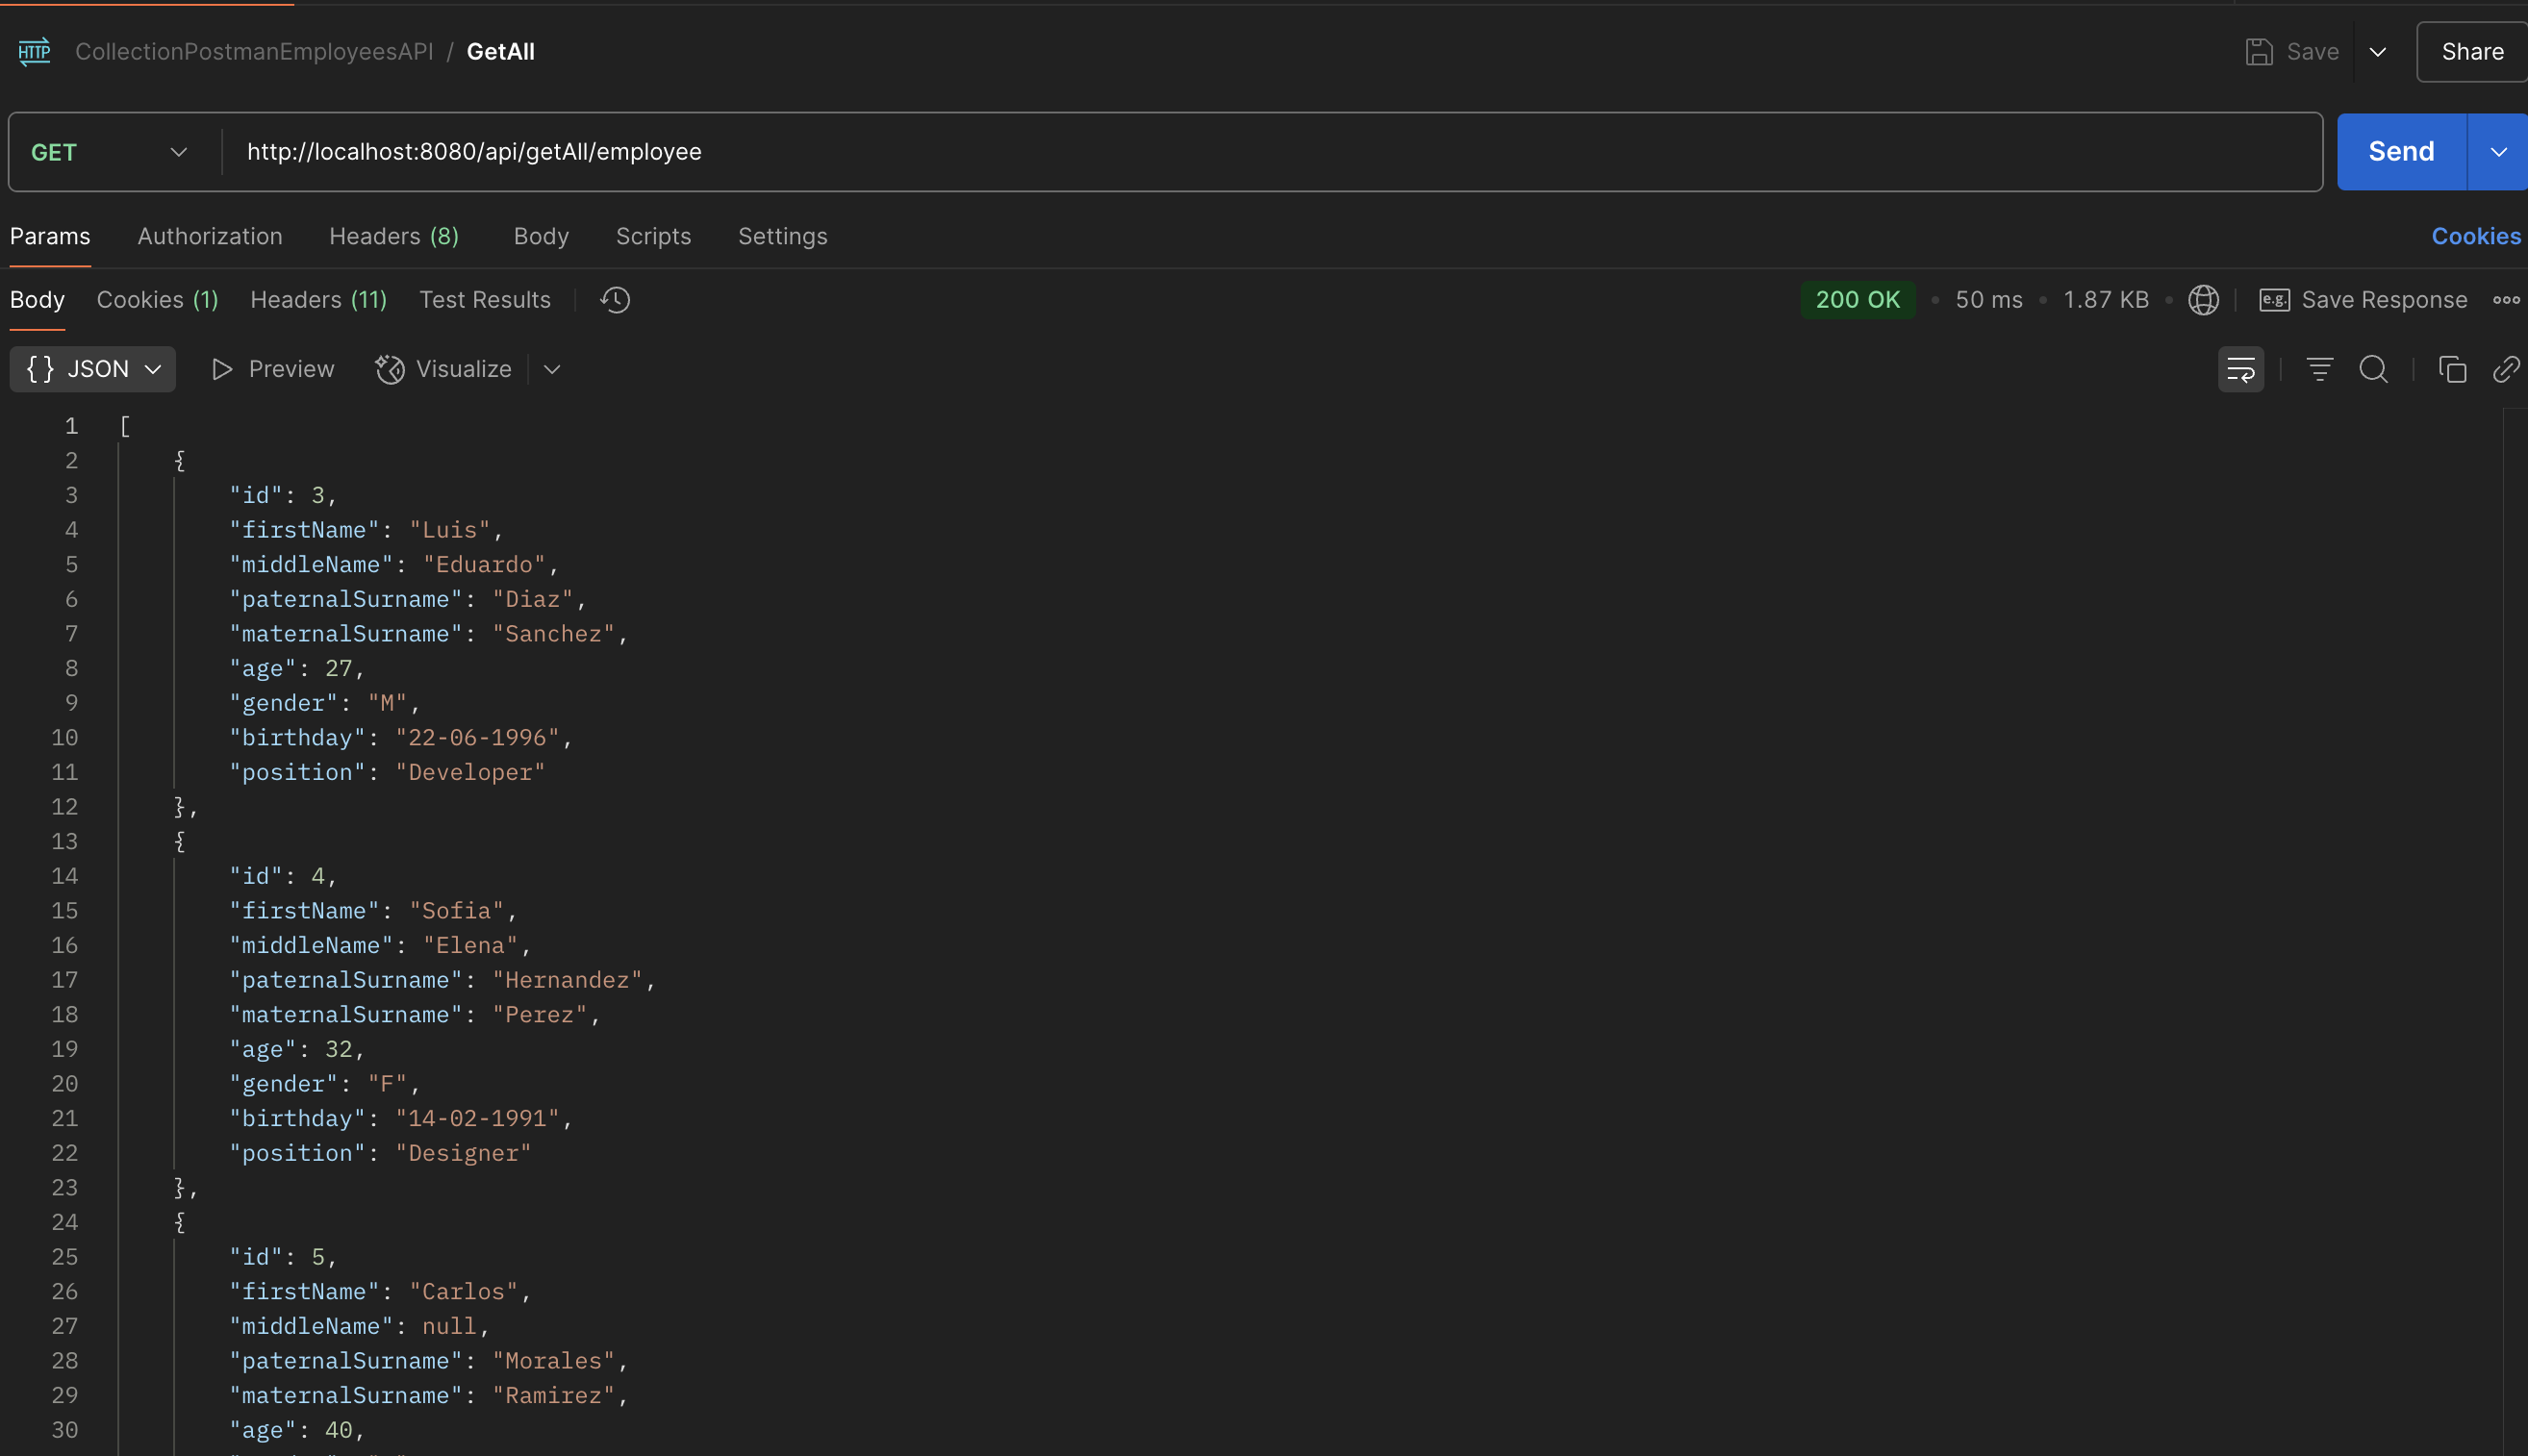 HTTP CollectionPostmanEmployeesAPI / GetAll Save Share
GET http://localhost:8080/api/getAll/employee Send
Params Authorization Headers (8) Body Scripts Settings Cookies
Body Cookies (1) Headers (11) Test Results 200 OK • 50 ms • 1.87 KB • e.g. Save Response
{} JSON Preview Visualize
1 [
2 {
3 "id": 3,
4 "firstName": "Luis",
5 "middleName": "Eduardo",
6 "paternalSurname": "Diaz",
7 "maternalSurname": "Sanchez",
8 "age": 27,
9 "gender": "M",
10 "birthday": "22-06-1996",
11 "position": "Developer"
12 },
13 {
14 "id": 4,
15 "firstName": "Sofia",
16 "middleName": "Elena",
17 "paternalSurname": "Hernandez",
18 "maternalSurname": "Perez",
19 "age": 32,
20 "gender": "F",
21 "birthday": "14-02-1991",
22 "position": "Designer"
23 },
24 {
25 "id": 5,
26 "firstName": "Carlos",
27 "middleName": null,
28 "paternalSurname": "Morales",
29 "maternalSurname": "Ramirez",
30 "age": 40,